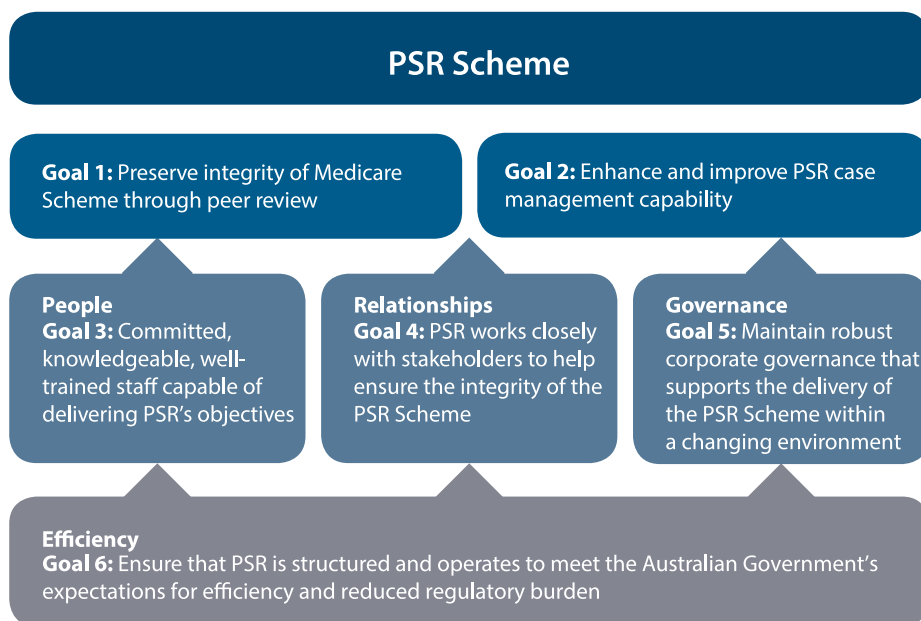 PSR Scheme
Goal 1: Preserve integrity of Medicare
Scheme through peer review
Goal 2: Enhance and improve PSR case
management capability
People
Goal 3: Committed,
knowledgeable, well-
trained staff capable of
delivering PSR’s objectives
Relationships
Goal 4: PSR works closely
with stakeholders to help
ensure the integrity of the
PSR Scheme
Governance
Goal 5: Maintain robust
corporate governance that
supports the delivery of
the PSR Scheme within
a changing environment
Efficiency
Goal 6: Ensure that PSR is structured and operates to meet the Australian Government’s
expectations for efficiency and reduced regulatory burden